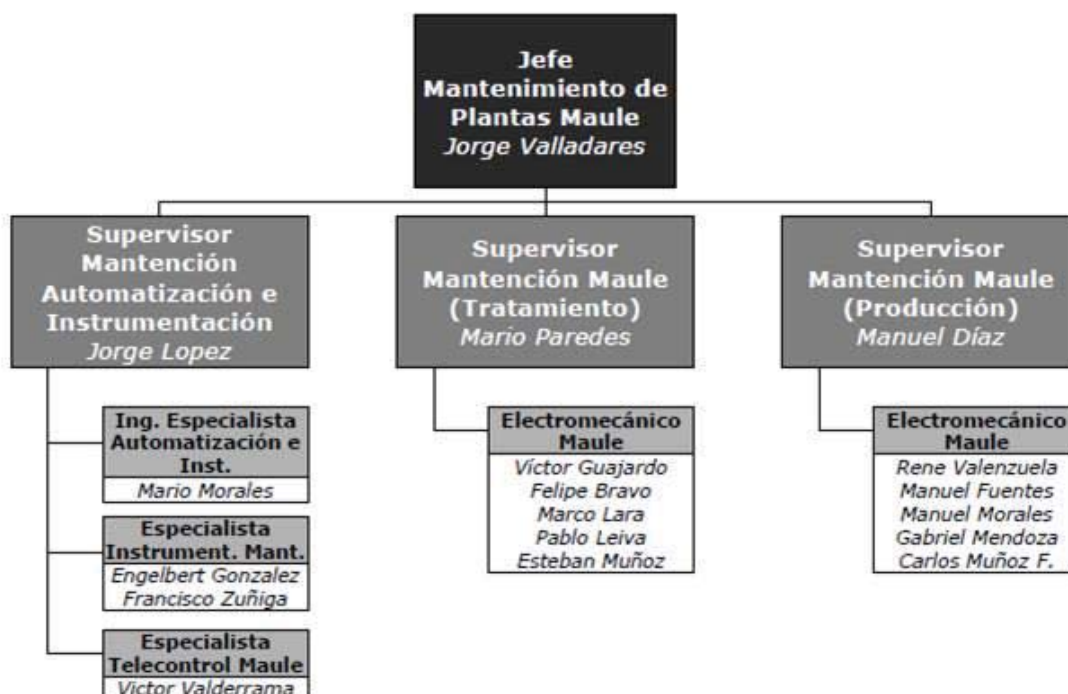 Jefe
Mantenimiento de
Plantas Maule
Jorge Valladares
Supervisor
Mantención
Automatización e
Instrumentación
Jorge Lopez
Ing. Especialista
Automatización e
Inst.
Mario Morales
Especialista
Instrument. Mant.
Engelbert Gonzalez
Francisco Zuñiga
Especialista
Telecontrol Maule
Victor Valderrama
Supervisor
Mantención Maule
(Tratamiento)
Mario Paredes
Electromecánico
Maule
Víctor Guajardo
Felipe Bravo
Marco Lara
Pablo Leiva
Esteban Muñoz
Supervisor
Mantención Maule
(Producción)
Manuel Díaz
Electromecánico
Maule
Rene Valenzuela
Manuel Fuentes
Manuel Morales
Gabriel Mendoza
Carlos Muñoz F.